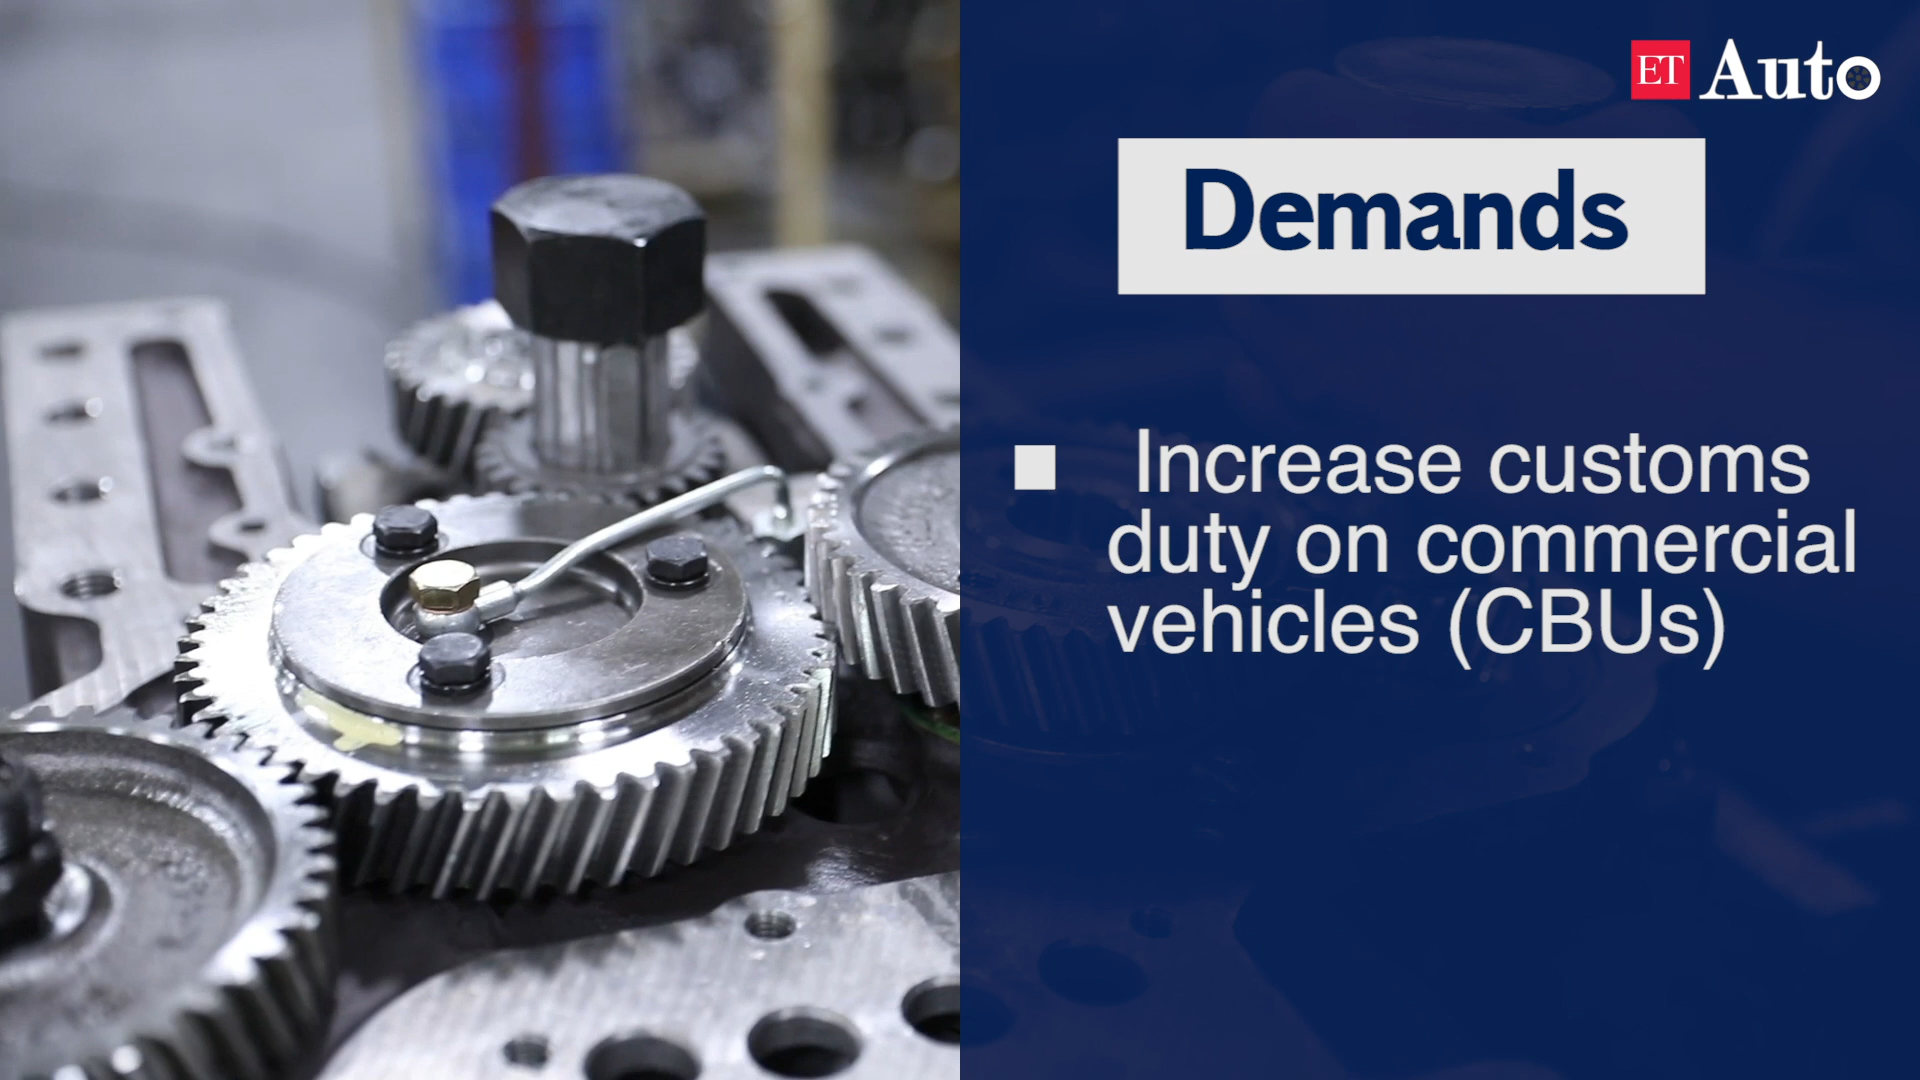 ET Auto
Demands
■ Increase customs
duty on commercial
vehicles (CBUs)